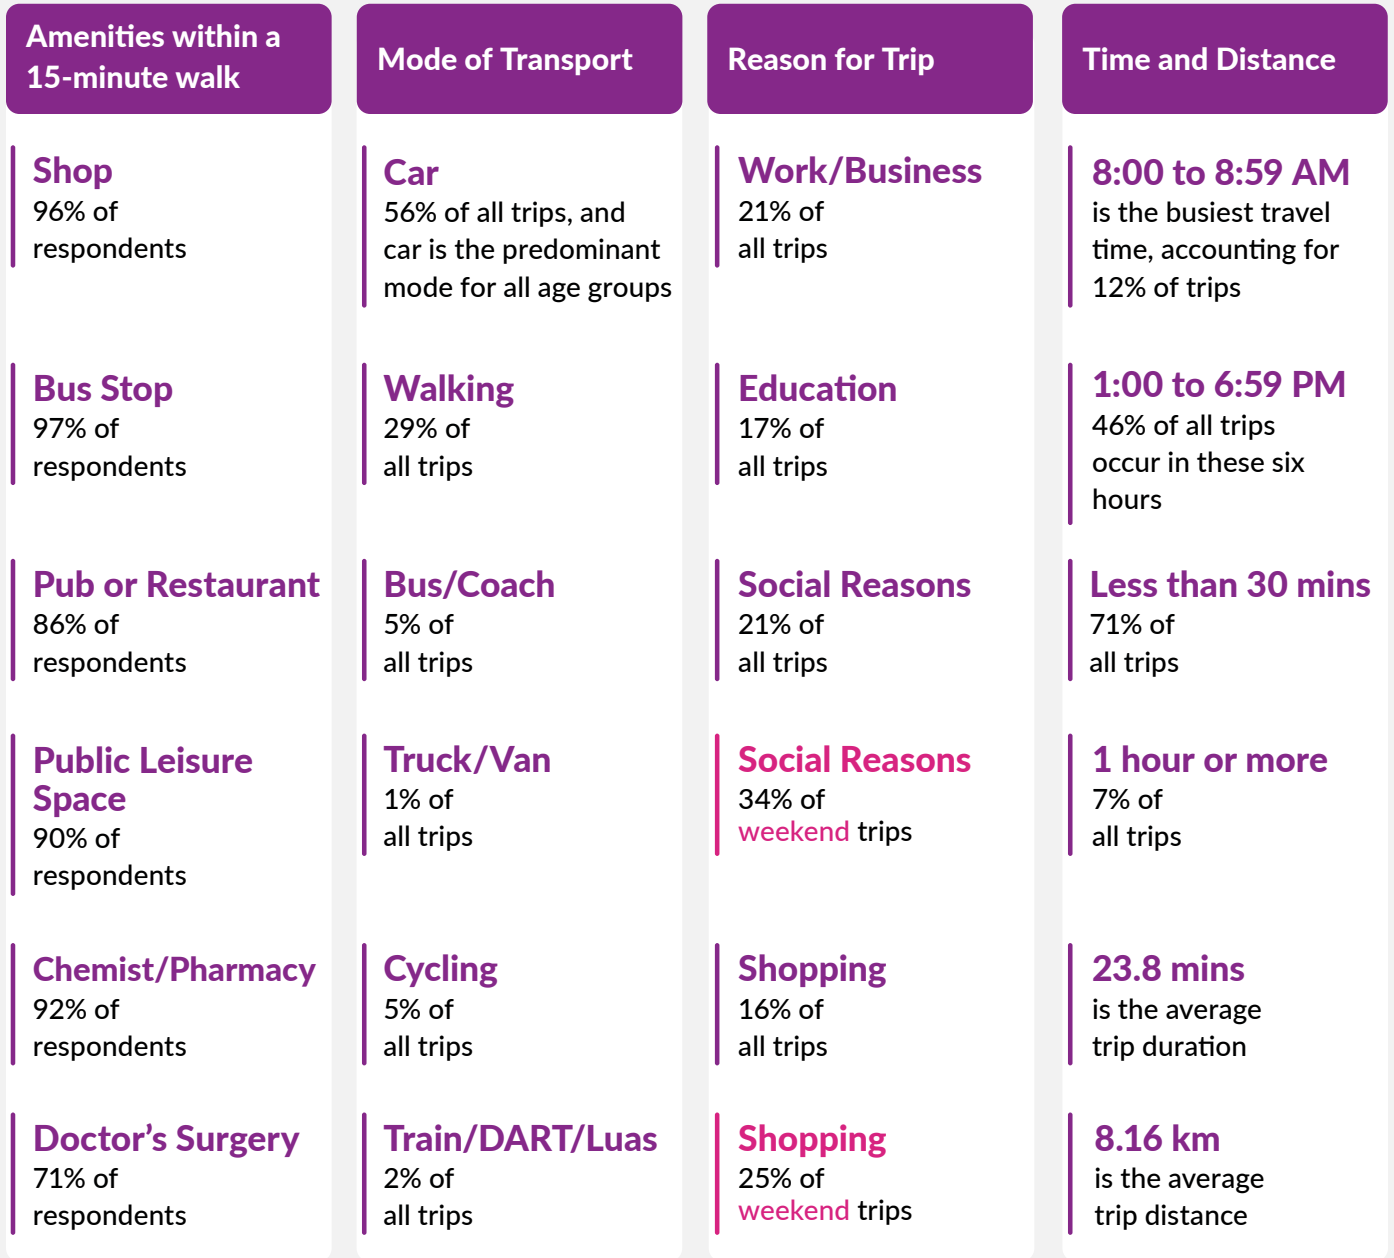 Amenities within a
15-minute walk
Shop
96% of
respondents
Bus Stop
97% of
respondents
Pub or Restaurant
86% of
respondents
Public Leisure
Space
90% of
respondents
Chemist/Pharmacy
92% of
respondents
Doctor’s Surgery
71% of
respondents
Mode of Transport
Car
56% of all trips, and
car is the predominant
mode for all age groups
Walking
29% of
all trips
Bus/Coach
5% of
all trips
Truck/Van
1% of
all trips
Cycling
5% of
all trips
Train/DART/Luas
2% of
all trips
Reason for Trip
Work/Business
21% of
all trips
Education
17% of
all trips
Social Reasons
21% of
all trips
Social Reasons
34% of
weekend trips
Shopping
16% of
all trips
Shopping
25% of
weekend trips
Time and Distance
8:00 to 8:59 AM
is the busiest travel
time, accounting for
12% of trips
1:00 to 6:59 PM
46% of all trips
occur in these six
hours
Less than 30 mins
71% of
all trips
1 hour or more
7% of
all trips
23.8 mins
is the average
trip duration
8.16 km
is the average
trip distance